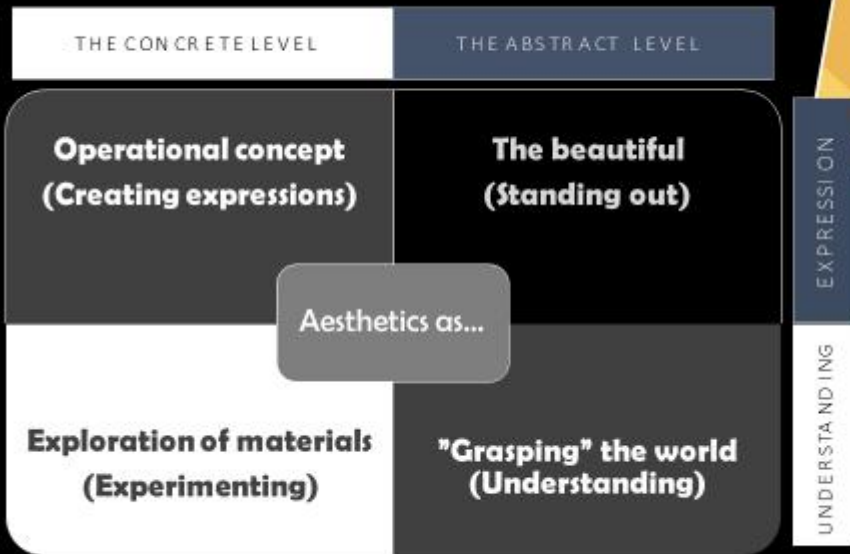 THE CONCRETE LEVEL
THE ABSTRACT LEVEL
Operational concept
(Creating expressions)
The beautiful
(Standing out)
EXPRESSION
Aesthetics as...
Exploration of materials
(Experimenting)
”Grasping” the world
(Understanding)
UNDERSTANDING